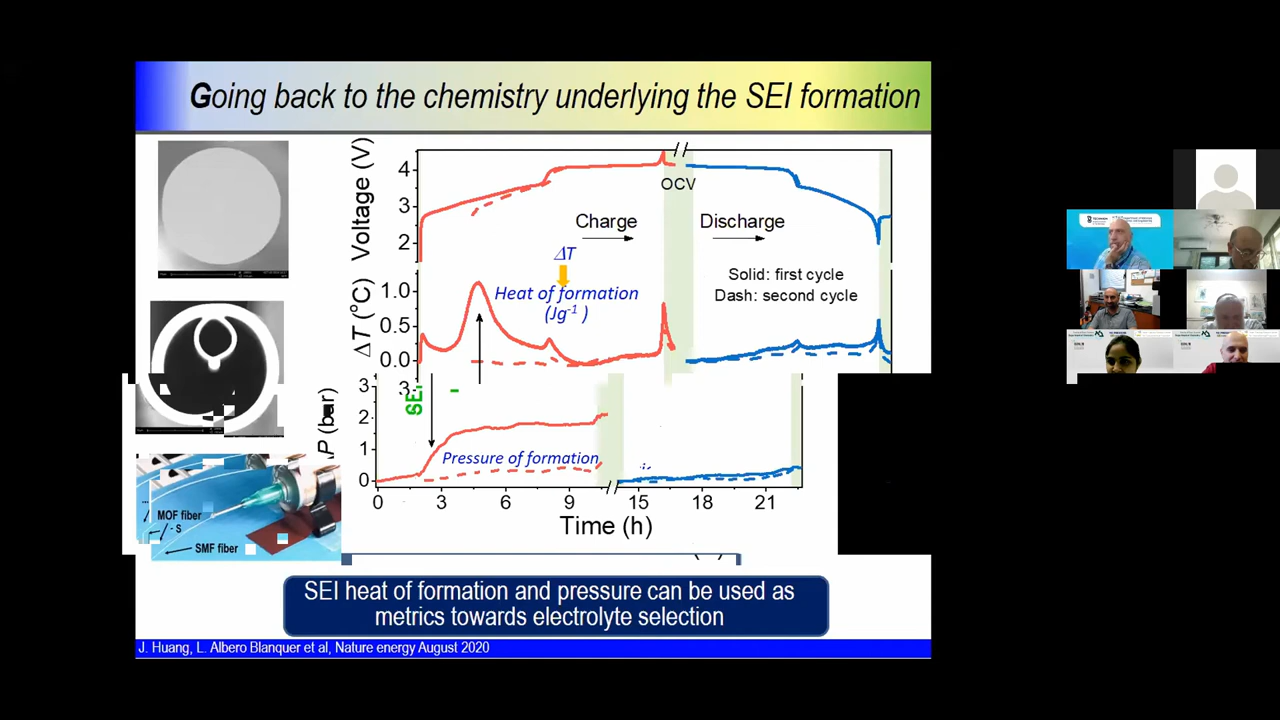 Going back to the chemistry underlying the SEI formation
Voltage (V)
4
3
2
OCV
Charge
Discharge
ΔT
Heat of formation
(Jg-1 )
Solid: first cycle
Dash: second cycle
ΔT (°C)
1.0
0.5
0.0
P (bar)
3
2
1
0
Pressure of formation
0
3
6
9
15
18
21
Time (h)
MOF fiber
SMF fiber
SEI heat of formation and pressure can be used as
metrics towards electrolyte selection
J. Huang, L. Albero Blanquer et al, Nature energy August 2020